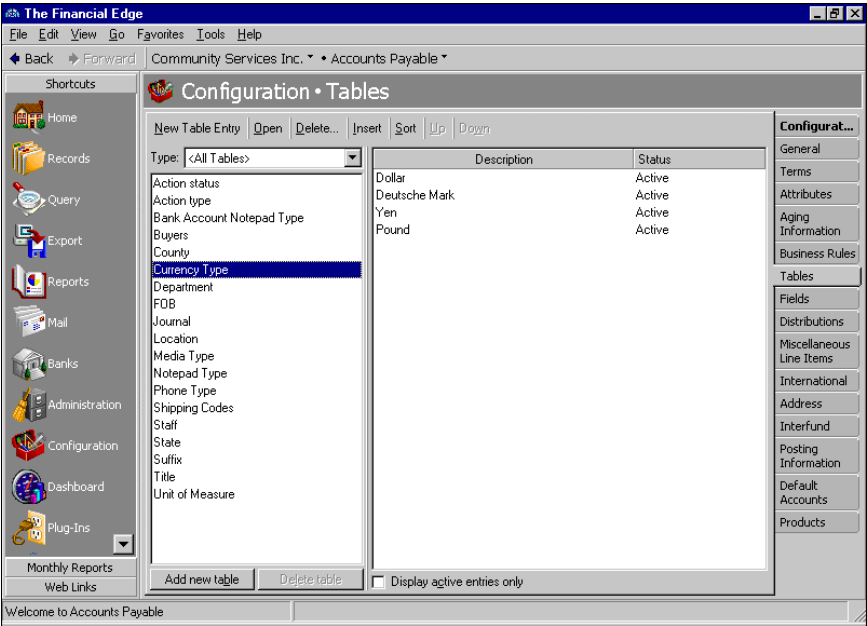 The Financial Edge
File Edit View Go Favorites Tools Help
Back Forward Community Services Inc. • Accounts Payable
Shortcuts
Home
Records
Query
Export
Reports
Mail
Banks
Administration
Configuration
Dashboard
Plug-Ins
Monthly Reports
Web Links
Configuration • Tables
New Table Entry Open Delete... Insert Sort Up Down
Type: <All Tables>
Action status
Action type
Bank Account Notepad Type
Buyers
County
Currency Type
Department
FOB
Journal
Location
Media Type
Notepad Type
Phone Type
Shipping Codes
Staff
State
Suffix
Title
Unit of Measure
Add new table Delete table
Description Status
Dollar Active
Deutsche Mark Active
Yen Active
Pound Active
Display active entries only
Configurat...
General
Terms
Attributes
Aging
Information
Business Rules
Tables
Fields
Distributions
Miscellaneous
Line Items
International
Address
Interfund
Posting
Information
Default
Accounts
Products
Welcome to Accounts Payable